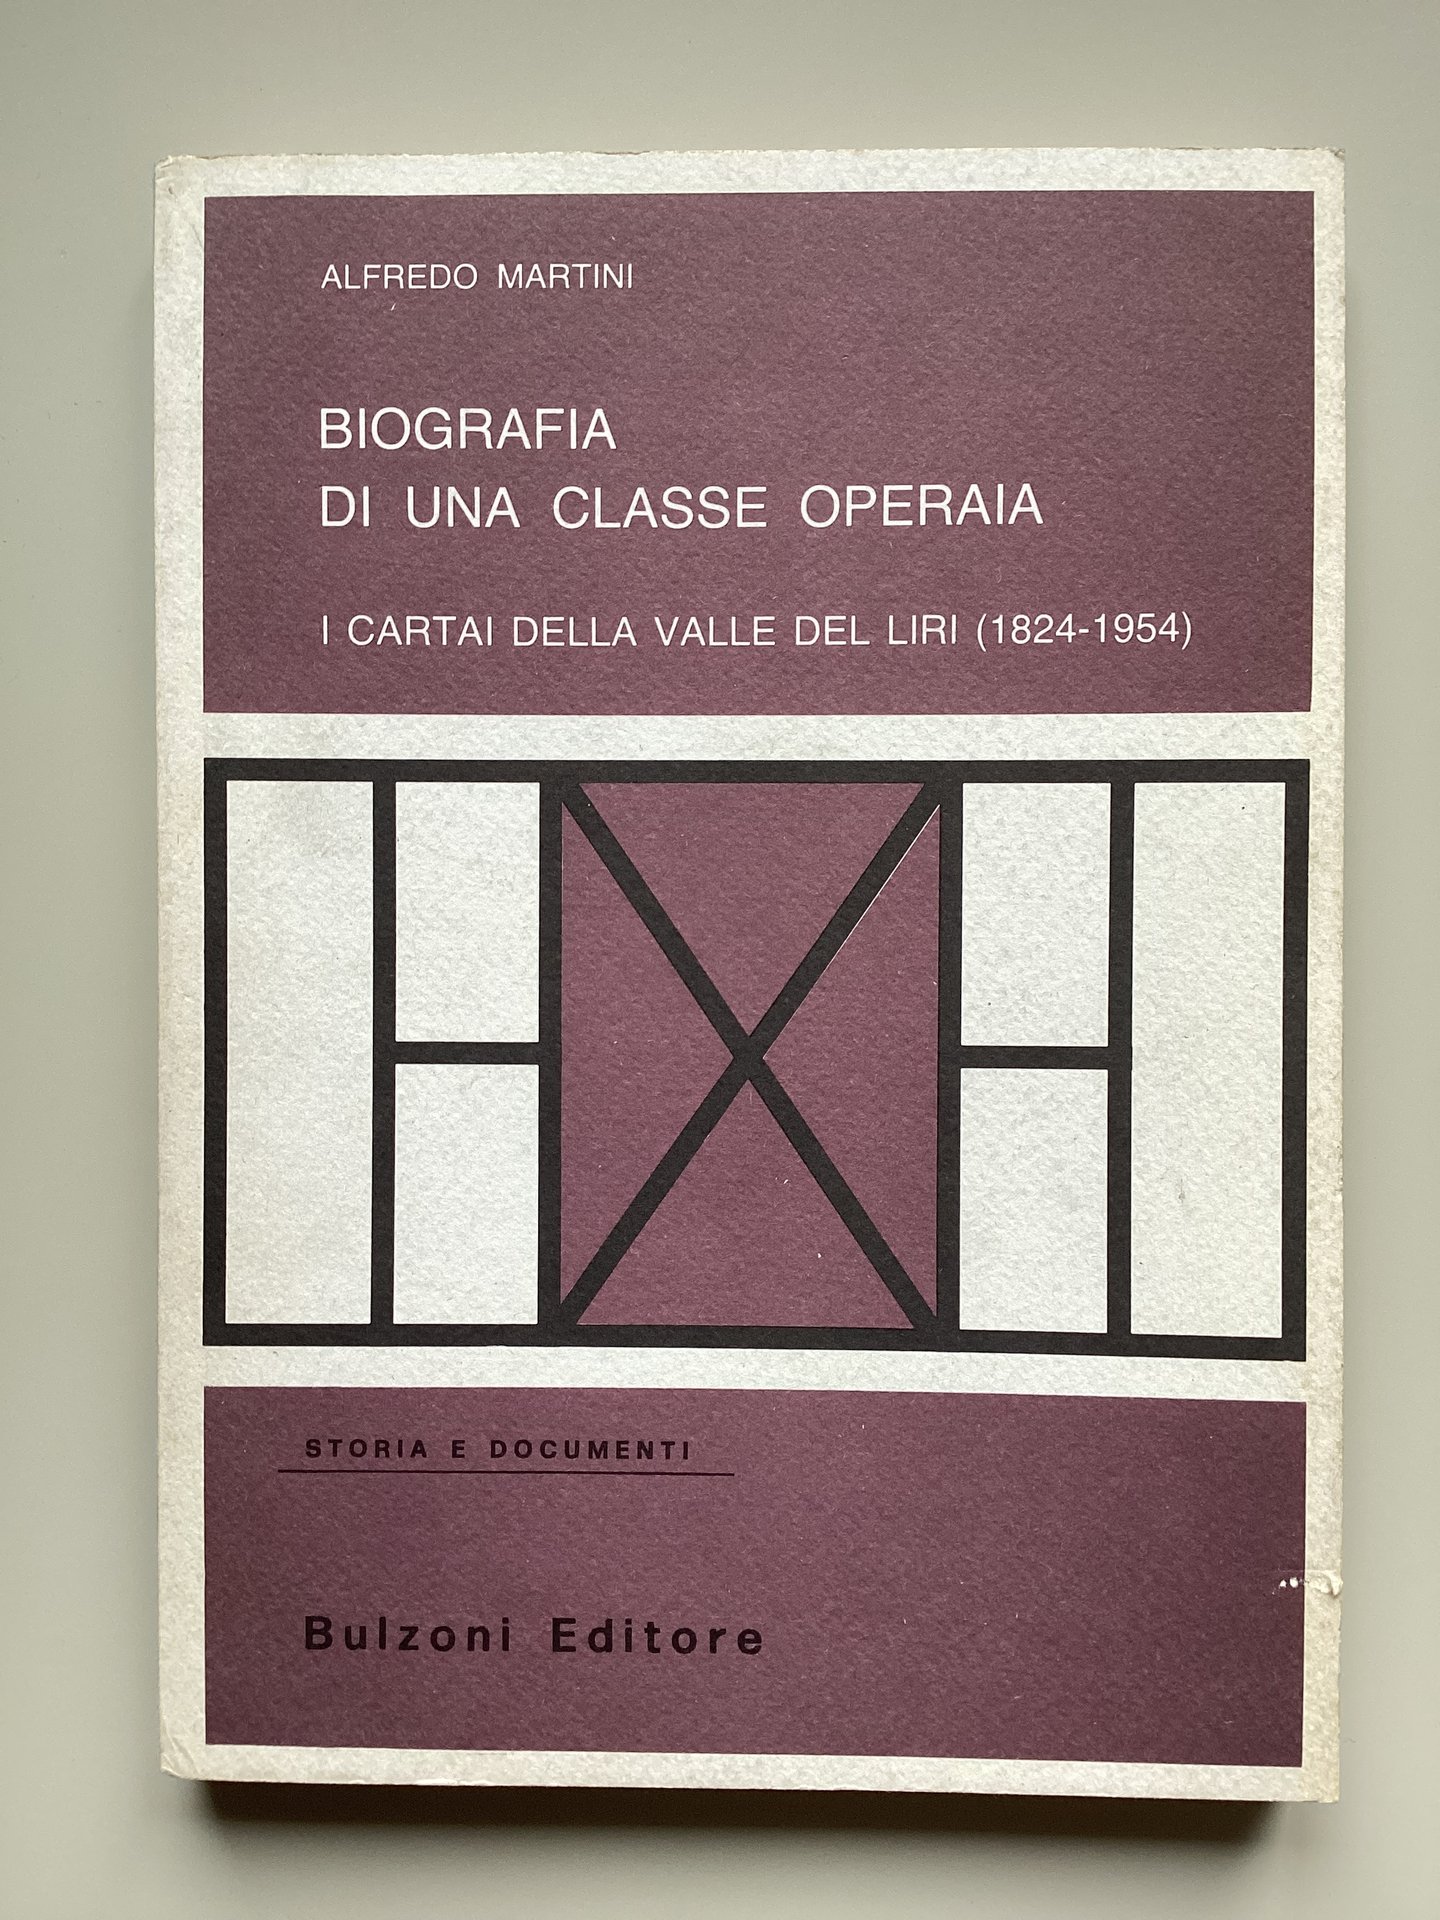 ALFREDO MARTINI
BIOGRAFIA
DI UNA CLASSE OPERAIA
I CARTAI DELLA VALLE DEL LIRI (1824-1954)
STORIA E DOCUMENTI
Bulzoni Editore